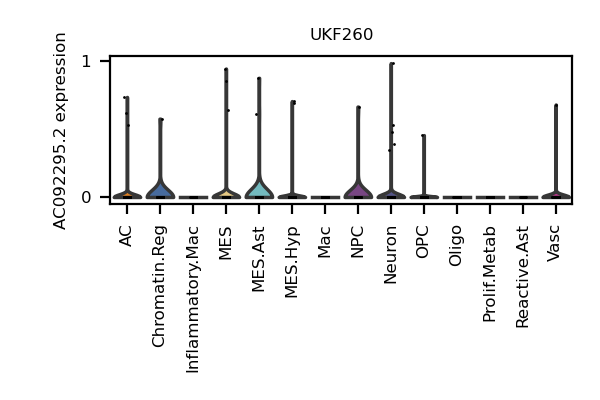 UKF260
AC092295.2 expression
1
0
AC
Chromatin.Reg
Inflammatory.Mac
MES
MES.Ast
MES.Hyp
Mac
NPC
Neuron
OPC
Oligo
Prolif.Metab
Reactive.Ast
Vasc